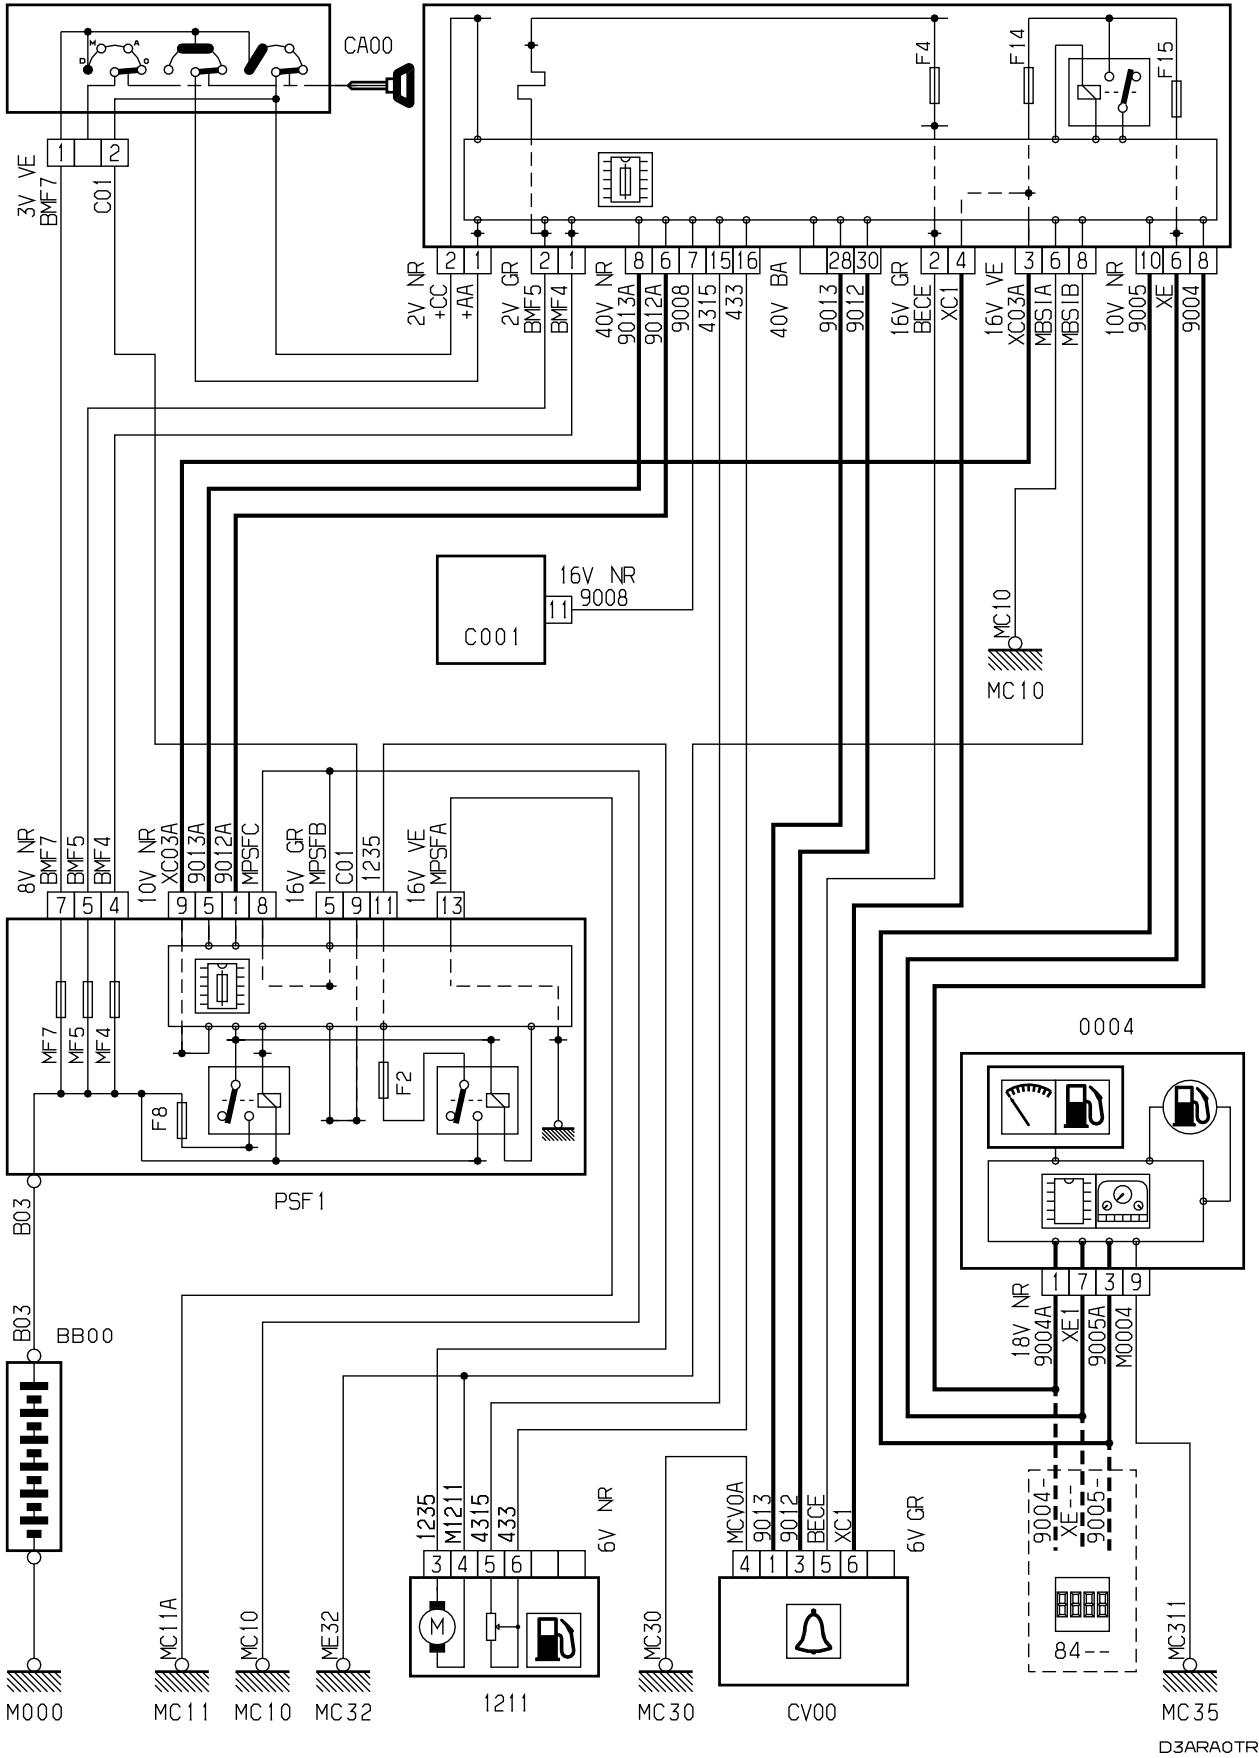 M A
D O
CA00
F4
F14
F15
1 2
3V VE
BMF7
C01
2 1
2 1
8 6 7 15 16
28 30
2 4
3 6 8
10 6 8
2V NR
+CC
+AA
2V GR
BMF5
BMF4
40V NR
9013A
9012A
9008
4315
433
40V BA
9013
9012
16V GR
BECE
XC1
16V VE
XC03A
MBS1A
MBS1B
10V NR
9005
XE
9004
16V NR
9008
11
C001
MC10
MC10
8V NR
BMF7
BMF5
BMF4
10V NR
XC03A
9013A
9012A
MPSFC
16V GR
MPSFB
C01
1235
16V VE
MPSFA
7 5 4
9 5 1 8
5 9 11
13
MF7
MF5
MF4
F8
F2
PSF1
0004
B03
B03
BB00
1 7 3 9
18V NR
9004A
XE1
9005A
M0004
9004-
XE--
9005-
8888
84--
1235
M1211
4315
433
6V NR
3 4 5 6
M
1211
MCV0A
9013
9012
BECE
XC1
6V GR
4 1 3 5 6
CV00
MC11A
MC10
ME32
MC30
MC311
M000
MC11
MC10
MC32
MC30
MC35
D3ARA0TR